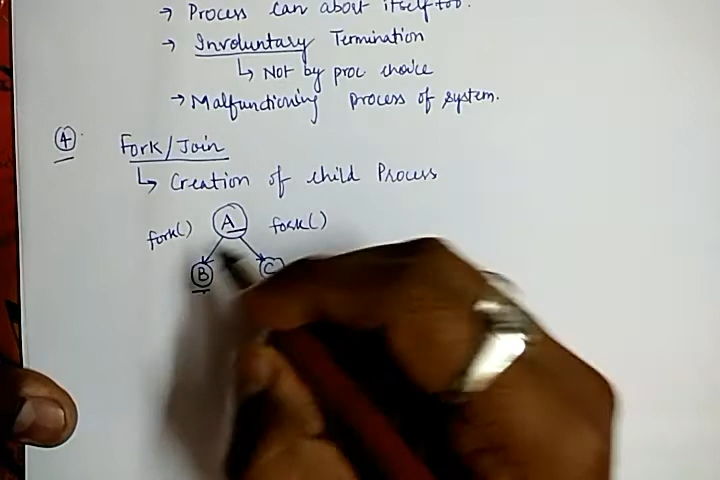 → Process can about itself too.
→ Involuntary Termination
↳ Not by proc choice
→ Malfunctioning process of system.
④ Fork/Join
↳ Creation of child Process
fork() A fork()
B C